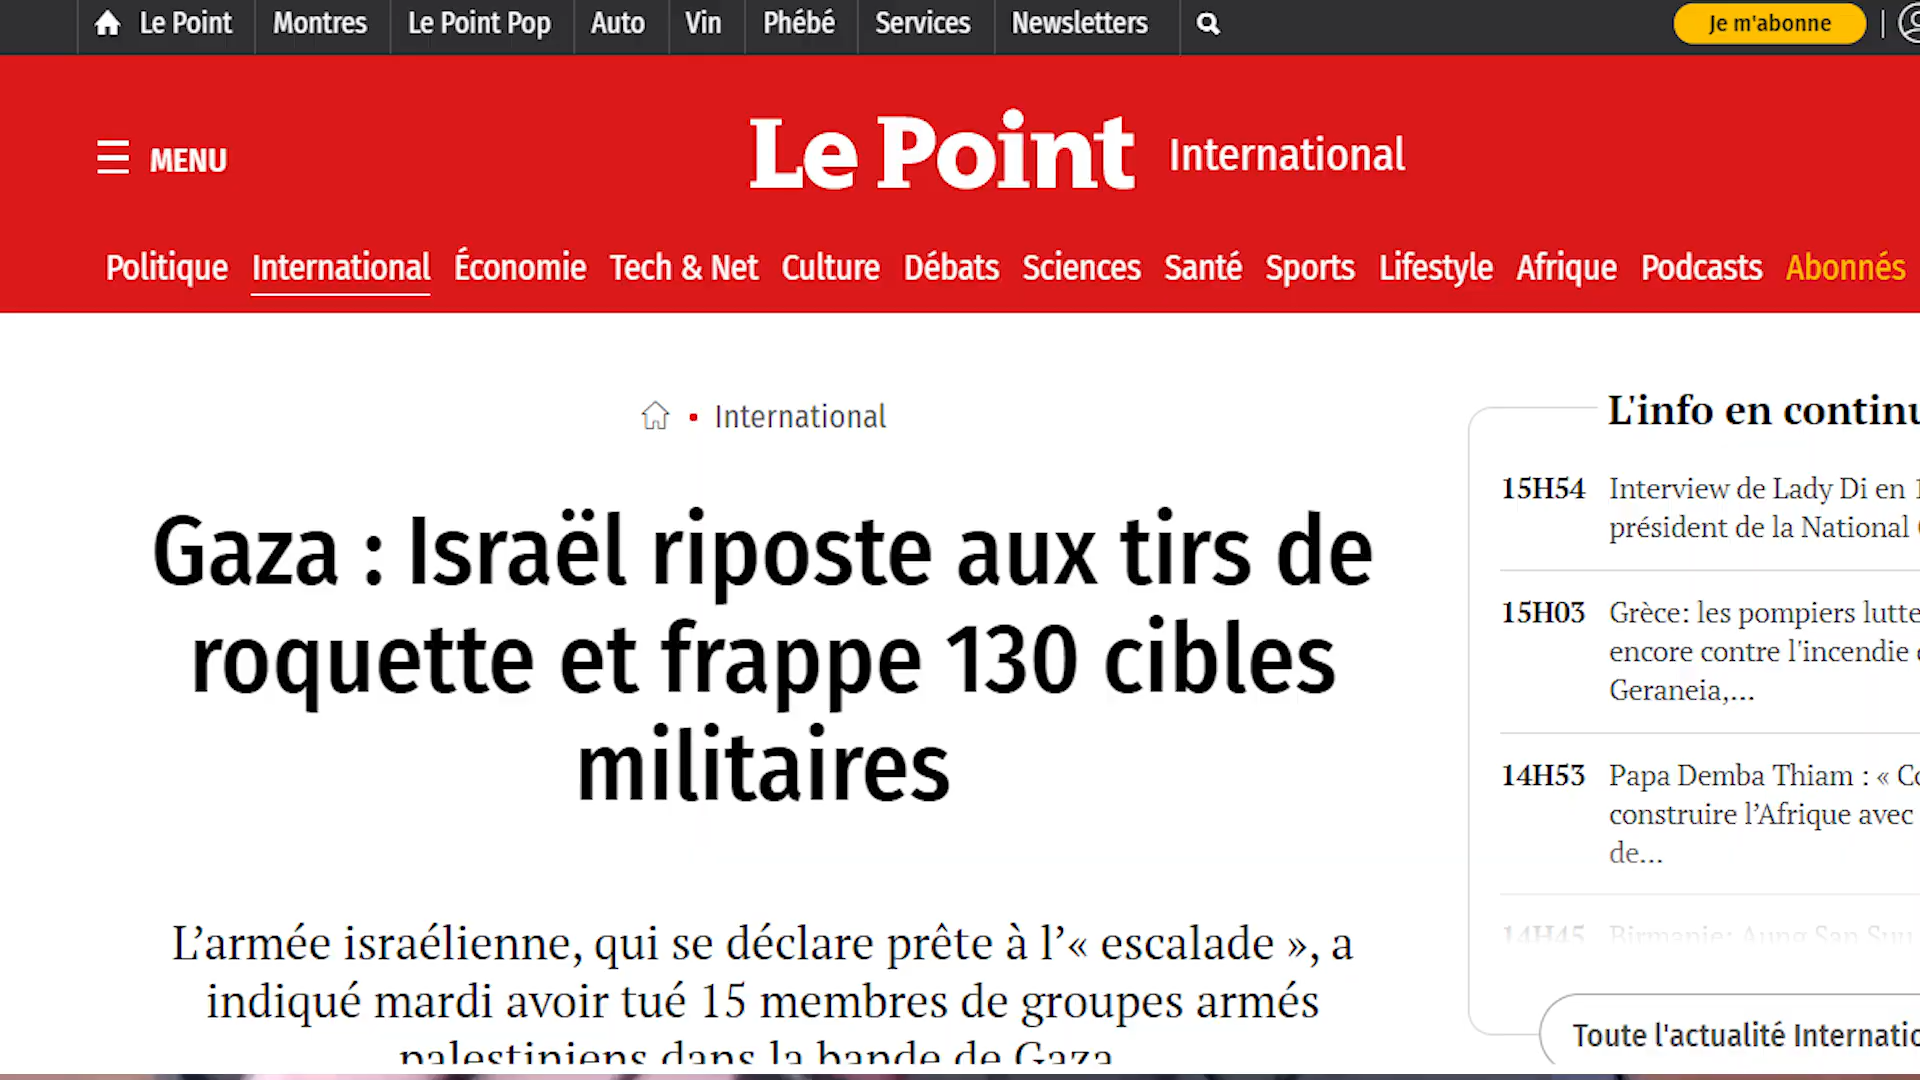 Le Point Montres Le Point Pop Auto Vin Phébé Services Newsletters Je m'abonne
MENU
Le Point International
Politique International Économie Tech & Net Culture Débats Sciences Santé Sports Lifestyle Afrique Podcasts Abonnés
International
Gaza : Israël riposte aux tirs de
roquette et frappe 130 cibles
militaires
L’armée israélienne, qui se déclare prête à l’« escalade », a
indiqué mardi avoir tué 15 membres de groupes armés
palestiniens dans la bande de Gaza
L'info en continu
15H54 Interview de Lady Di en
président de la National
15H03 Grèce: les pompiers lutte
encore contre l'incendie
Geraneia,...
14H53 Papa Demba Thiam : «
construire l’Afrique avec
de...
14H45 Birmanie: Aung San Suu
Toute l'actualité